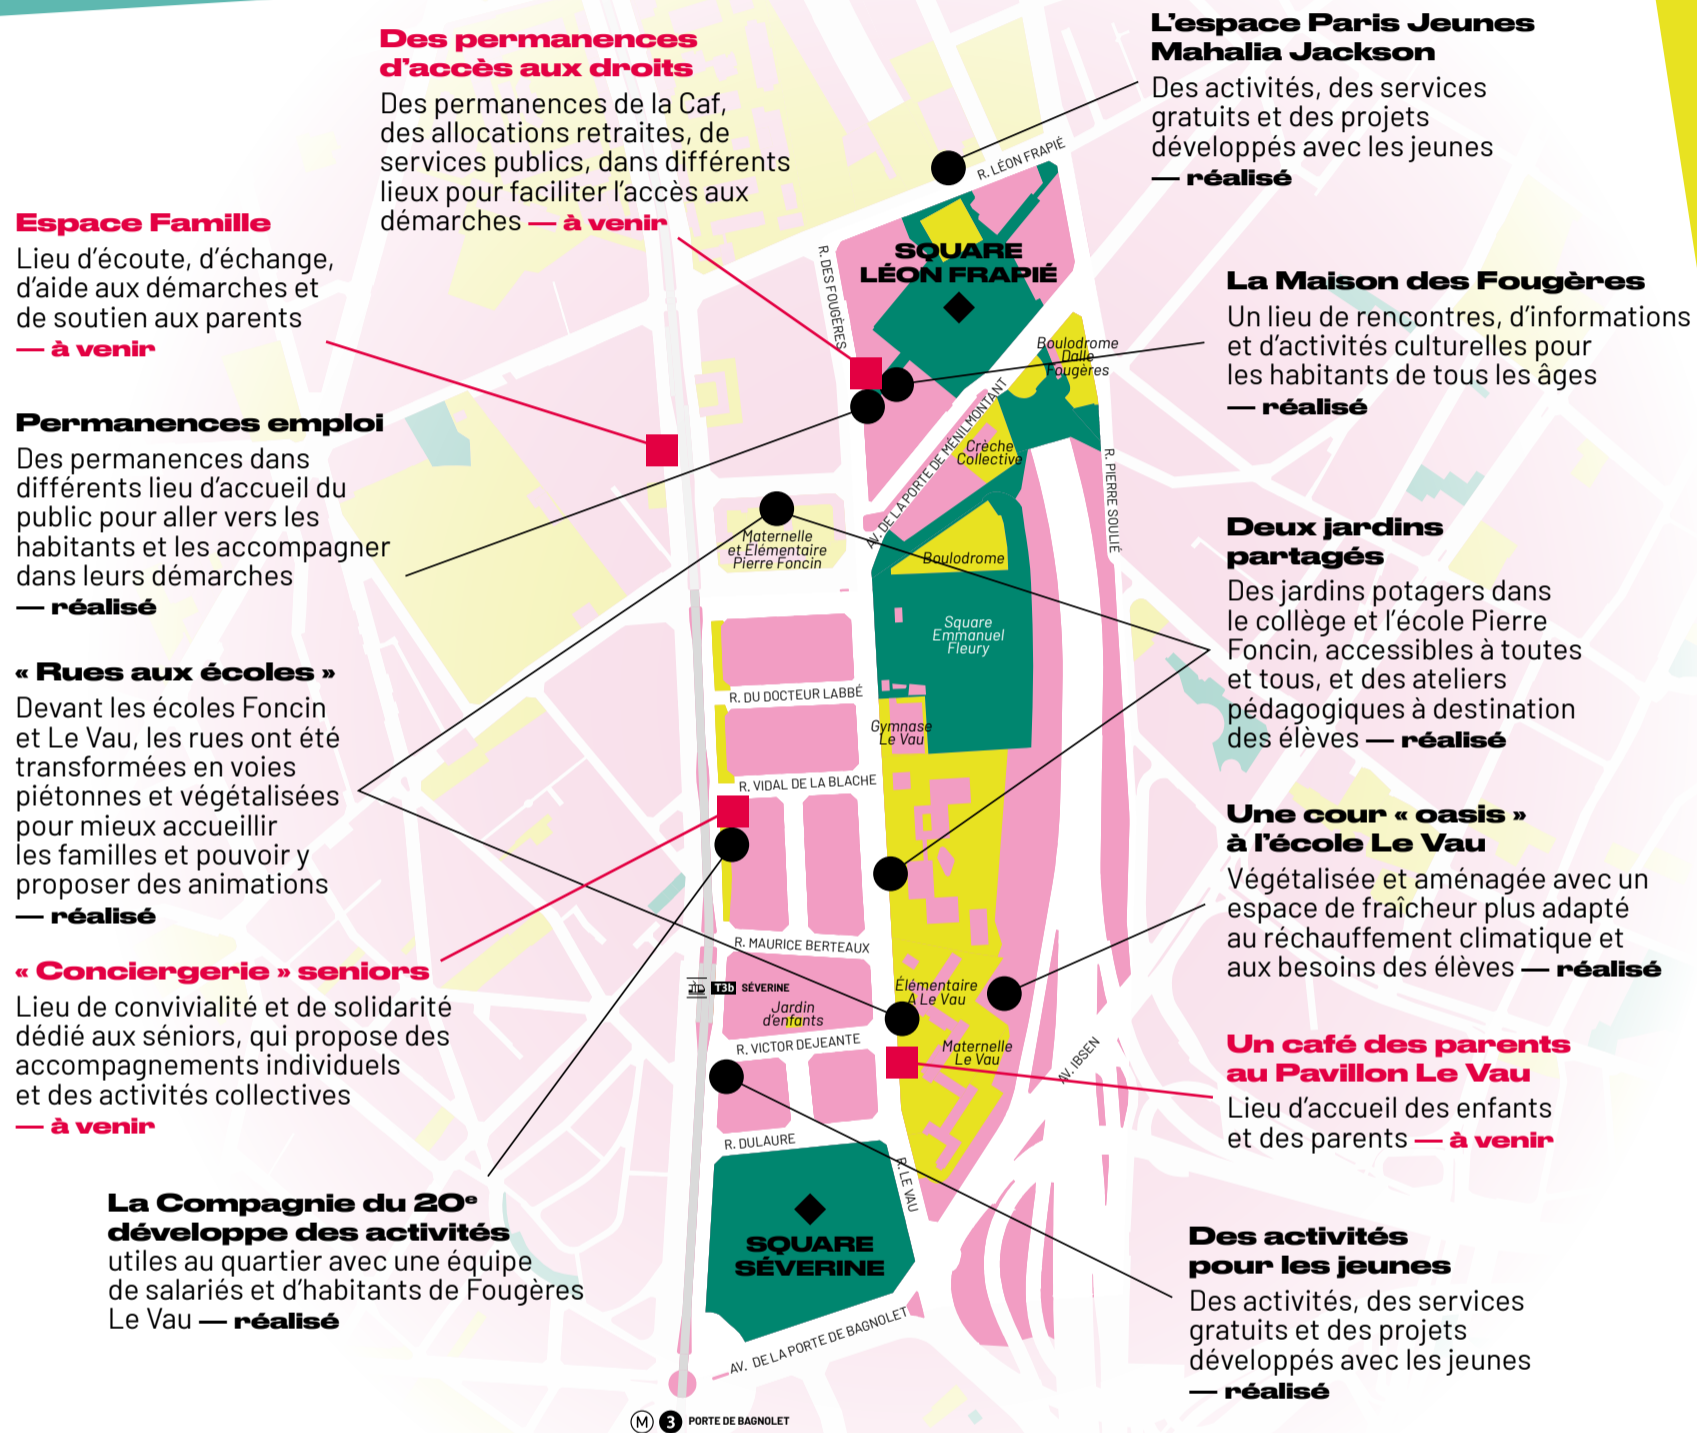 Des permanences
d'accès aux droits
Des permanences de la Caf,
des allocations retraites, de
services publics, dans différents
lieux pour faciliter l'accès aux
démarches — à venir
L'espace Paris Jeunes
Mahalia Jackson
Des activités, des services
gratuits et des projets
développés avec les jeunes
— réalisé
Espace Famille
Lieu d'écoute, d'échange,
d'aide aux démarches et
de soutien aux parents
— à venir
La Maison des Fougères
Un lieu de rencontres, d'informations
et d'activités culturelles pour
les habitants de tous les âges
— réalisé
Permanences emploi
Des permanences dans
différents lieu d'accueil du
public pour aller vers les
habitants et les accompagner
dans leurs démarches
— réalisé
Deux jardins
partagés
Des jardins potagers dans
le collège et l'école Pierre
Foncin, accessibles à toutes
et tous, et des ateliers
pédagogiques à destination
des élèves — réalisé
« Rues aux écoles »
Devant les écoles Foncin
et Le Vau, les rues ont été
transformées en voies
piétonnes et végétalisées
pour mieux accueillir
les familles et pouvoir y
proposer des animations
— réalisé
Une cour « oasis »
à l'école Le Vau
Végétalisée et aménagée avec un
espace de fraîcheur plus adapté
au réchauffement climatique et
aux besoins des élèves — réalisé
« Conciergerie » seniors
Lieu de convivialité et de solidarité
dédié aux séniors, qui propose des
accompagnements individuels
et des activités collectives
— à venir
Un café des parents
au Pavillon Le Vau
Lieu d'accueil des enfants
et des parents — à venir
La Compagnie du 20e
développe des activités
utiles au quartier avec une équipe
de salariés et d'habitants de Fougères
Le Vau — réalisé
Des activités
pour les jeunes
Des activités, des services
gratuits et des projets
développés avec les jeunes
— réalisé
R. LÉON FRAPIÉ
R. DES FOUGÈRES
SQUARE
LÉON FRAPIÉ
Boulodrome
Dalle
Fougères
AV. DE LA PORTE DE MÉNILMONTANT
Crèche
Collective
R. PIERRE SOULIÉ
Maternelle
et Élémentaire
Pierre Foncin
Boulodrome
Square
Emmanuel
Fleury
R. DU DOCTEUR LABBÉ
Gymnase
Le Vau
R. VIDAL DE LA BLACHE
R. MAURICE BERTEAUX
T3b SÉVERINE
Jardin
d'enfants
Élémentaire
A Le Vau
R. VICTOR DEJEANTE
Maternelle
Le Vau
AV. IBSEN
R. DULAURE
R. LE VAU
SQUARE
SÉVERINE
AV. DE LA PORTE DE BAGNOLET
M 3 PORTE DE BAGNOLET